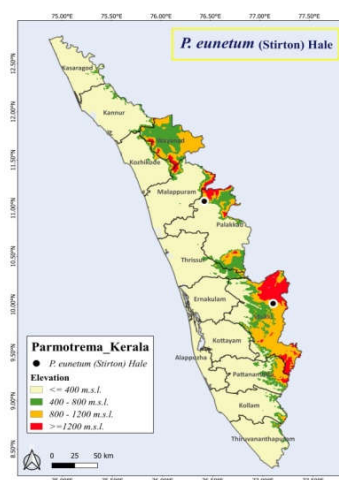 75.00°E 75.50°E 76.00°E 76.50°E 77.00°E 77.50°E
P. eunetum (Stirton) Hale
12.50°N
Kasaragod
12.00°N
Kannur
Wayanad
11.50°N
Kozhikode
Malappuram
11.00°N
Palakkad
10.50°N
Thrissur
Ernakulam
10.00°N
Parmotrema_Kerala
P. eunetum (Stirton) Hale
Elevation
<= 400 m.s.l.
400 - 800 m.s.l.
800 - 1200 m.s.l.
>=1200 m.s.l.
0 25 50 km
Kottayam
Alappuzha
9.50°N
9.00°N
Kollam
8.50°N
Thiruvananthapuram